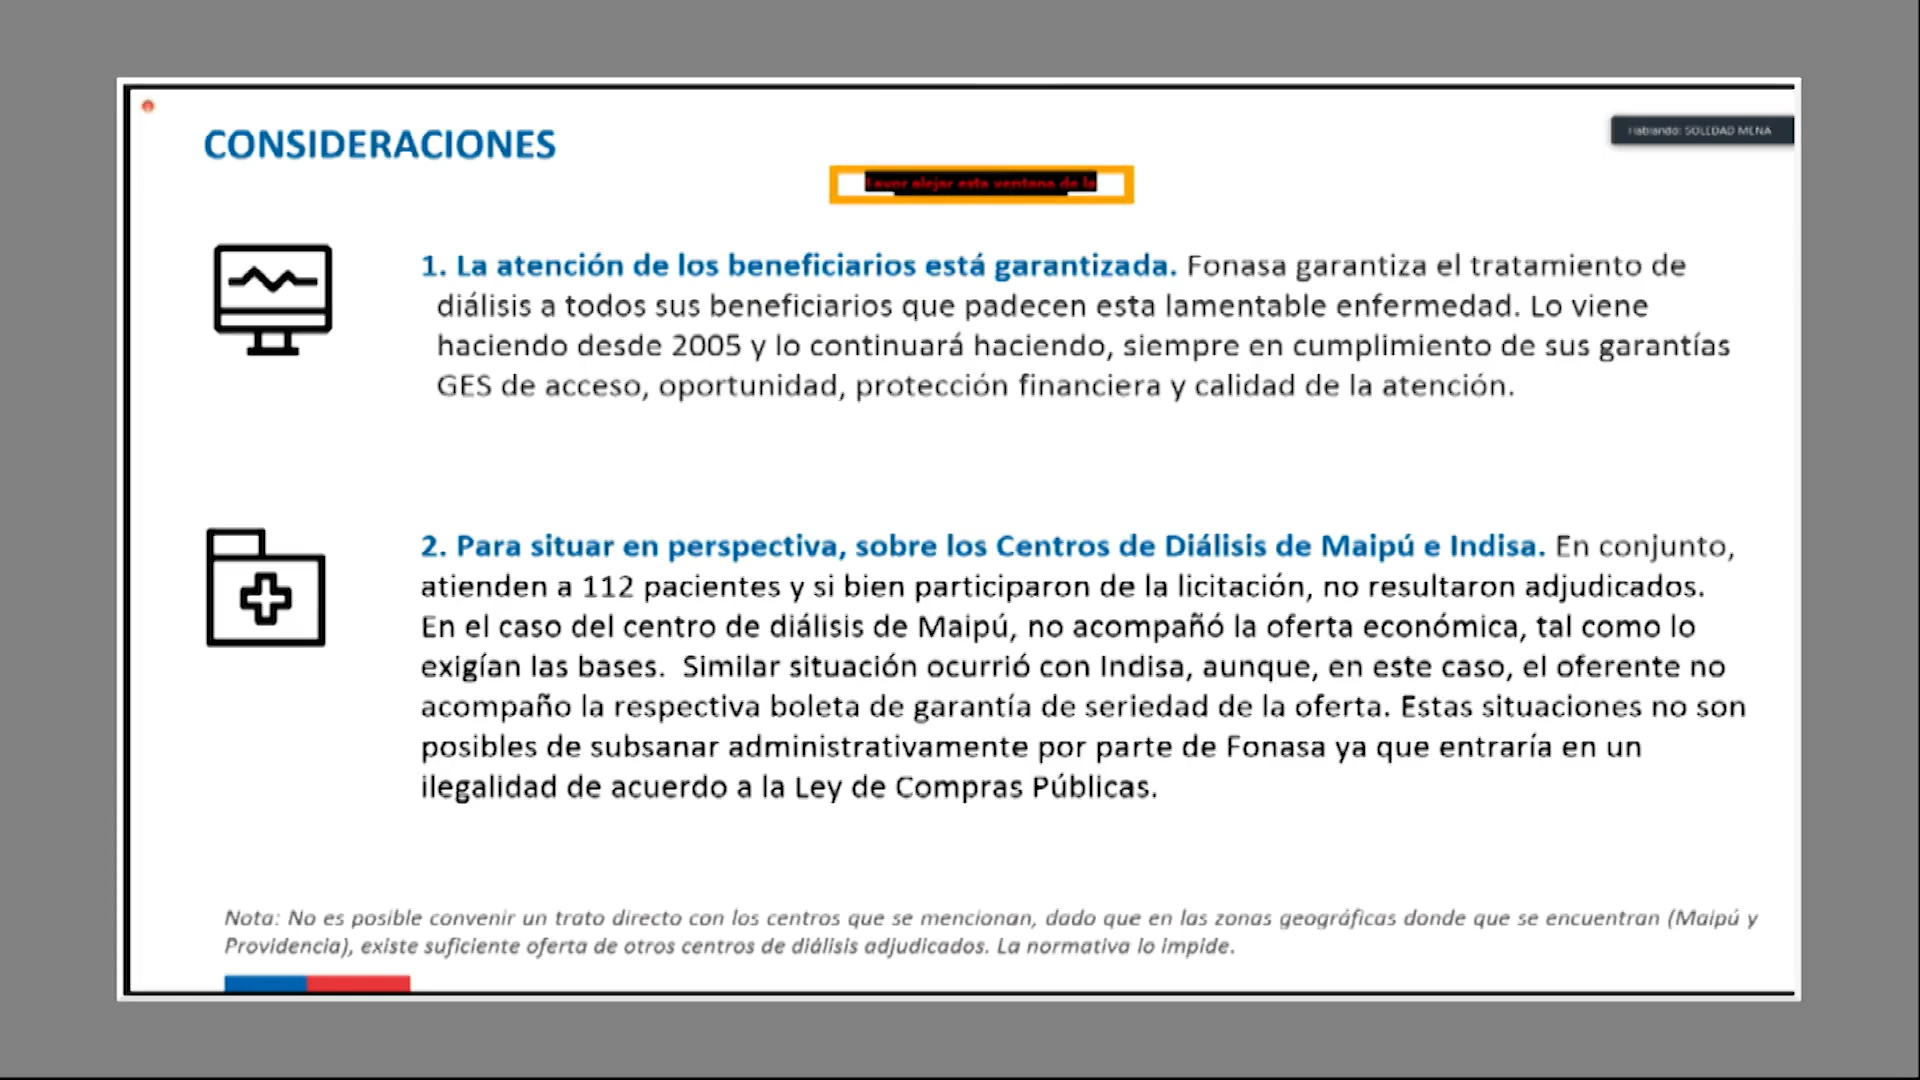 CONSIDERACIONES
Hablando: SOLEDAD MENA
Favor alejar esta ventana de la
1. La atención de los beneficiarios está garantizada. Fonasa garantiza el tratamiento de
diálisis a todos sus beneficiarios que padecen esta lamentable enfermedad. Lo viene
haciendo desde 2005 y lo continuará haciendo, siempre en cumplimiento de sus garantías
GES de acceso, oportunidad, protección financiera y calidad de la atención.
2. Para situar en perspectiva, sobre los Centros de Diálisis de Maipú e Indisa. En conjunto,
atienden a 112 pacientes y si bien participaron de la licitación, no resultaron adjudicados.
En el caso del centro de diálisis de Maipú, no acompañó la oferta económica, tal como lo
exigían las bases.  Similar situación ocurrió con Indisa, aunque, en este caso, el oferente no
acompaño la respectiva boleta de garantía de seriedad de la oferta. Estas situaciones no son
posibles de subsanar administrativamente por parte de Fonasa ya que entraría en un
ilegalidad de acuerdo a la Ley de Compras Públicas.
Nota: No es posible convenir un trato directo con los centros que se mencionan, dado que en las zonas geográficas donde que se encuentran (Maipú y
Providencia), existe suficiente oferta de otros centros de diálisis adjudicados. La normativa lo impide.